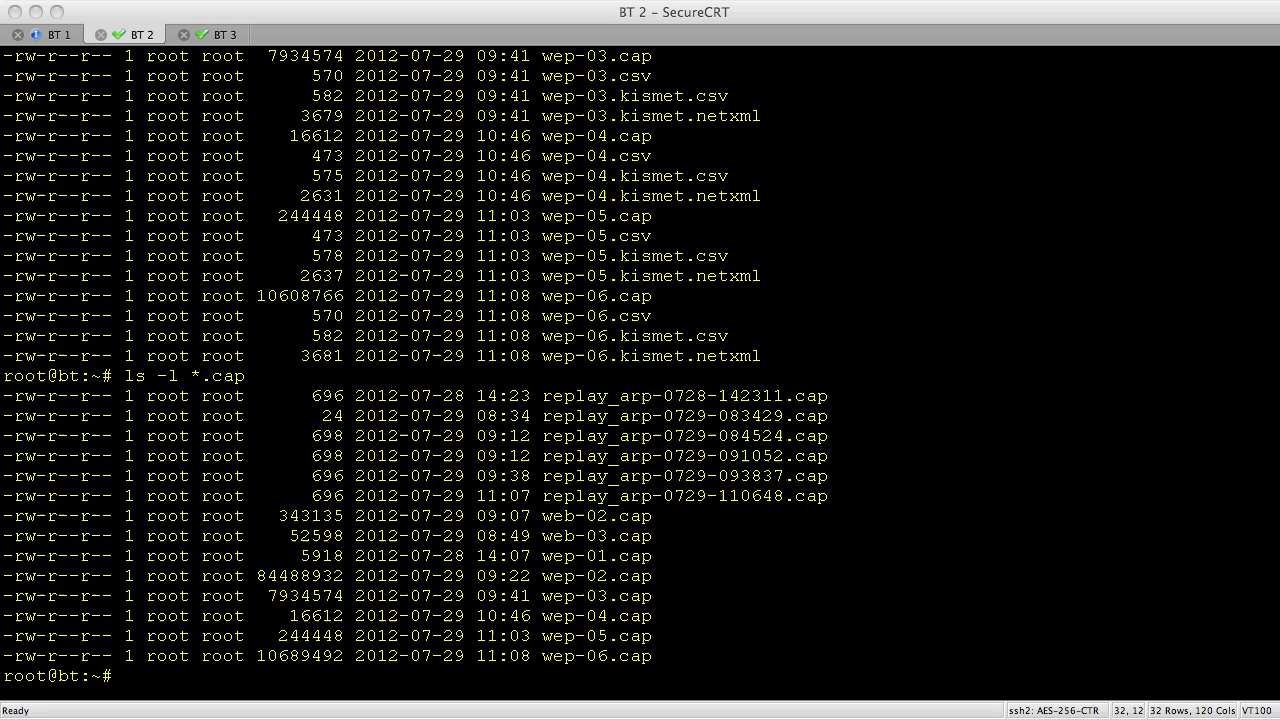 BT 2 – SecureCRT
BT 1 BT 2 BT 3
-rw-r--r-- 1 root root  7934574 2012-07-29 09:41 wep-03.cap
-rw-r--r-- 1 root root      570 2012-07-29 09:41 wep-03.csv
-rw-r--r-- 1 root root      582 2012-07-29 09:41 wep-03.kismet.csv
-rw-r--r-- 1 root root     3679 2012-07-29 09:41 wep-03.kismet.netxml
-rw-r--r-- 1 root root    16612 2012-07-29 10:46 wep-04.cap
-rw-r--r-- 1 root root      473 2012-07-29 10:46 wep-04.csv
-rw-r--r-- 1 root root      575 2012-07-29 10:46 wep-04.kismet.csv
-rw-r--r-- 1 root root     2631 2012-07-29 10:46 wep-04.kismet.netxml
-rw-r--r-- 1 root root   244448 2012-07-29 11:03 wep-05.cap
-rw-r--r-- 1 root root      473 2012-07-29 11:03 wep-05.csv
-rw-r--r-- 1 root root      578 2012-07-29 11:03 wep-05.kismet.csv
-rw-r--r-- 1 root root     2637 2012-07-29 11:03 wep-05.kismet.netxml
-rw-r--r-- 1 root root 10608766 2012-07-29 11:08 wep-06.cap
-rw-r--r-- 1 root root      570 2012-07-29 11:08 wep-06.csv
-rw-r--r-- 1 root root      582 2012-07-29 11:08 wep-06.kismet.csv
-rw-r--r-- 1 root root     3681 2012-07-29 11:08 wep-06.kismet.netxml
root@bt:~# ls -l *.cap
-rw-r--r-- 1 root root      696 2012-07-28 14:23 replay_arp-0728-142311.cap
-rw-r--r-- 1 root root       24 2012-07-29 08:34 replay_arp-0729-083429.cap
-rw-r--r-- 1 root root      698 2012-07-29 09:12 replay_arp-0729-084524.cap
-rw-r--r-- 1 root root      698 2012-07-29 09:12 replay_arp-0729-091052.cap
-rw-r--r-- 1 root root      696 2012-07-29 09:38 replay_arp-0729-093837.cap
-rw-r--r-- 1 root root      696 2012-07-29 11:07 replay_arp-0729-110648.cap
-rw-r--r-- 1 root root   343135 2012-07-29 09:07 web-02.cap
-rw-r--r-- 1 root root    52598 2012-07-29 08:49 web-03.cap
-rw-r--r-- 1 root root     5918 2012-07-28 14:07 wep-01.cap
-rw-r--r-- 1 root root 84488932 2012-07-29 09:22 wep-02.cap
-rw-r--r-- 1 root root  7934574 2012-07-29 09:41 wep-03.cap
-rw-r--r-- 1 root root    16612 2012-07-29 10:46 wep-04.cap
-rw-r--r-- 1 root root   244448 2012-07-29 11:03 wep-05.cap
-rw-r--r-- 1 root root 10689492 2012-07-29 11:08 wep-06.cap
root@bt:~#
Ready ssh2: AES-256-CTR 32, 12 32 Rows, 120 Cols VT100